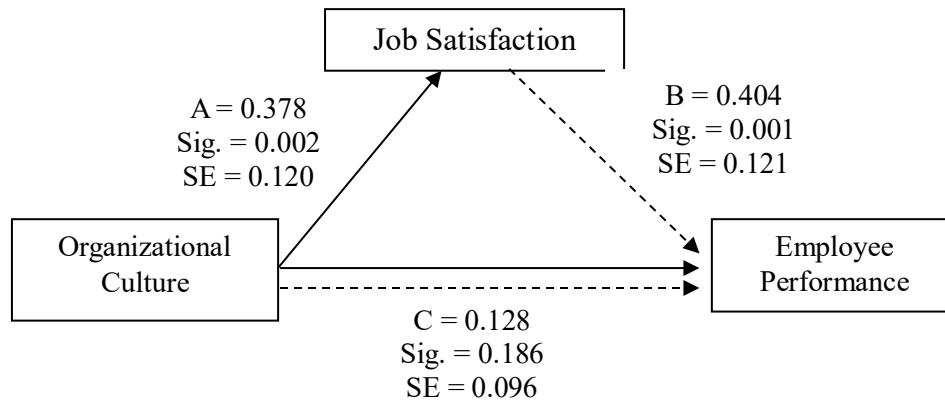 Job Satisfaction
A = 0.378
Sig. = 0.002
SE = 0.120
B = 0.404
Sig. = 0.001
SE = 0.121
Organizational
Culture
Employee
Performance
C = 0.128
Sig. = 0.186
SE = 0.096